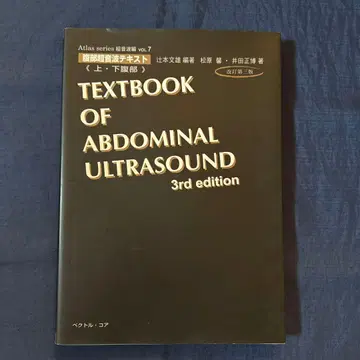 Atlas series 超音波編 VOL.7
腹部超音波テキスト 辻本文雄 編著 松原 馨・井田正博 著
《上・下腹部》 改訂第三版
TEXTBOOK
OF
ABDOMINAL
ULTRASOUND
3rd edition
ベクトル・コア